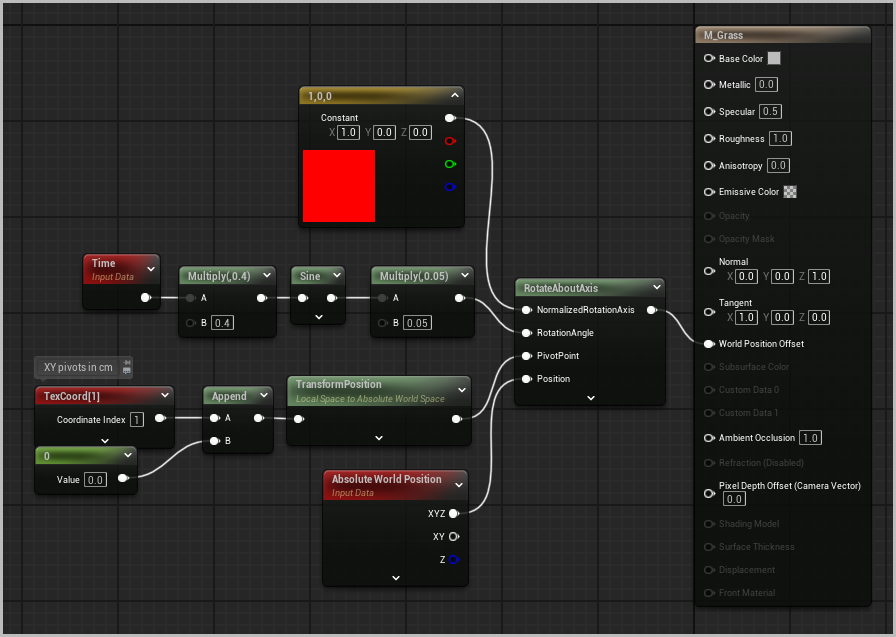 M_Grass
Base Color
Metallic 0.0
Specular 0.5
Roughness 1.0
Anisotropy 0.0
Emissive Color
Opacity
Opacity Mask
Normal
X 0.0 Y 0.0 Z 1.0
Tangent
X 1.0 Y 0.0 Z 0.0
World Position Offset
Subsurface Color
Custom Data 0
Custom Data 1
Ambient Occlusion 1.0
Refraction (Disabled)
Pixel Depth Offset (Camera Vector)
0.0
Shading Model
Surface Thickness
Displacement
Front Material
1,0,0
Constant
X 1.0 Y 0.0 Z 0.0
Time
Input Data
Multiply(,0.4)
A
B 0.4
Sine
Multiply(,0.05)
A
B 0.05
RotateAboutAxis
NormalizedRotationAxis
RotationAngle
PivotPoint
Position
XY pivots in cm
TexCoord[1]
Coordinate Index 1
0
Value 0.0
Append
A
B
TransformPosition
Local Space to Absolute World Space
Absolute World Position
Input Data
XYZ
XY
Z